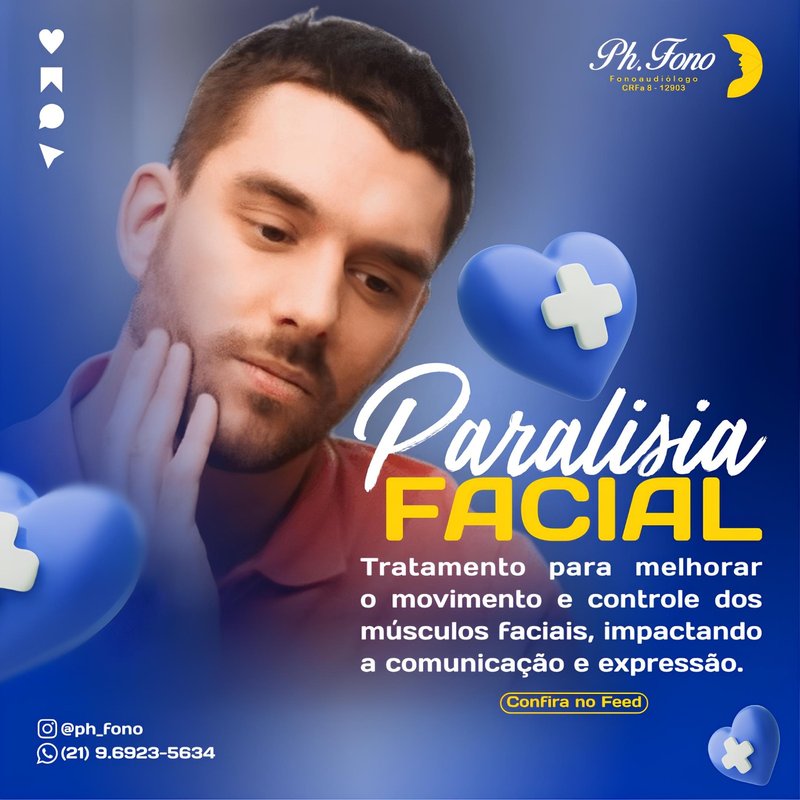 Ph.Fono
Fonoaudiólogo
CRFa 8 - 12903
Paralisia
FACIAL
Tratamento para melhorar
o movimento e controle dos
músculos faciais, impactando
a comunicação e expressão.
Confira no Feed
@ph_fono
(21) 9.6923-5634